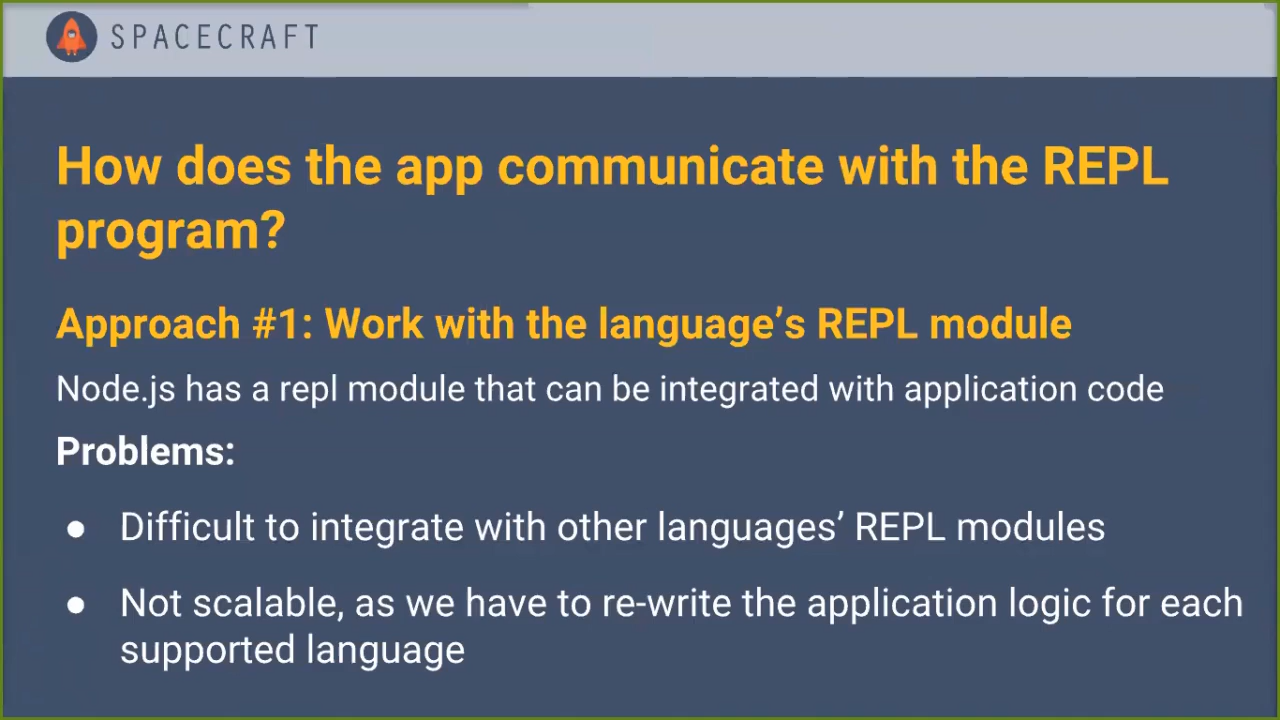 SPACECRAFT
How does the app communicate with the REPL
program?
Approach #1: Work with the language’s REPL module
Node.js has a repl module that can be integrated with application code
Problems:
● Difficult to integrate with other languages’ REPL modules
● Not scalable, as we have to re-write the application logic for each
supported language